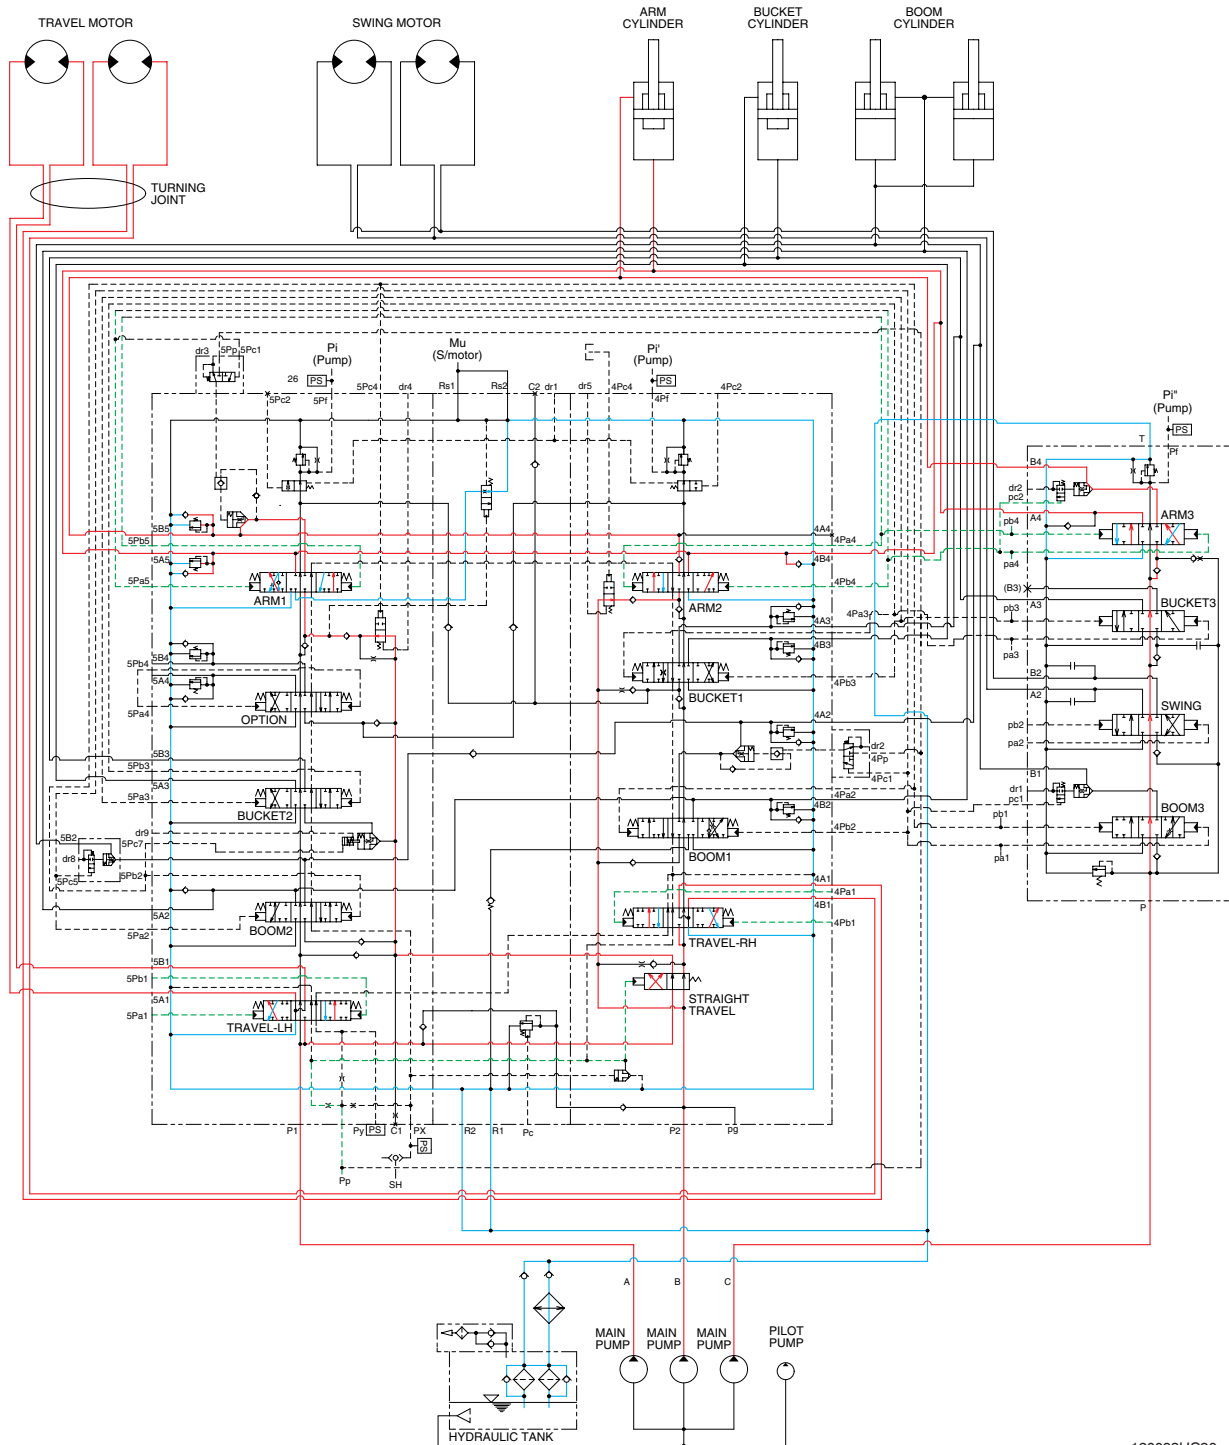 TRAVEL MOTOR
SWING MOTOR
ARM
CYLINDER
BUCKET
CYLINDER
BOOM
CYLINDER
TURNING
JOINT
dr3
5Pp
5Pc1
Pi
(Pump)
26
PS
5Pc2
5Pf
5Pc4
dr4
Mu
(S/motor)
Rs1
Rs2
C2
dr1
dr5
4Pc4
Pi'
(Pump)
PS
4Pf
4Pc2
Pi"
(Pump)
PS
T
Pf
B4
dr2
pc2
A4
pb4
ARM3
pa4
(B3)
A3
pb3
BUCKET3
pa3
B2
A2
pb2
SWING
pa2
B1
dr1
pc1
pb1
BOOM3
pa1
P
5B5
5Pb5
5A5
5Pa5
ARM1
4A4
4Pa4
4B4
4Pb4
ARM2
4Pa3
4A3
4B3
4Pb3
BUCKET1
5B4
5Pb4
5A4
5Pa4
OPTION
4A2
dr2
4Pp
4Pc1
5B3
5Pb3
5A3
5Pa3
BUCKET2
4Pa2
4B2
4Pb2
BOOM1
dr9
5B2
5Pc7
dr8
5Pc3
5Pb2
5A2
5Pa2
BOOM2
4A1
4Pa1
4B1
4Pb1
TRAVEL-RH
5B1
5Pb1
5A1
5Pa1
TRAVEL-LH
STRAIGHT
TRAVEL
P1
Py
PS
C1
PX
PS
R2
R1
Pc
P2
pg
Pp
SH
A
B
C
MAIN
PUMP
MAIN
PUMP
MAIN
PUMP
PILOT
PUMP
HYDRAULIC TANK